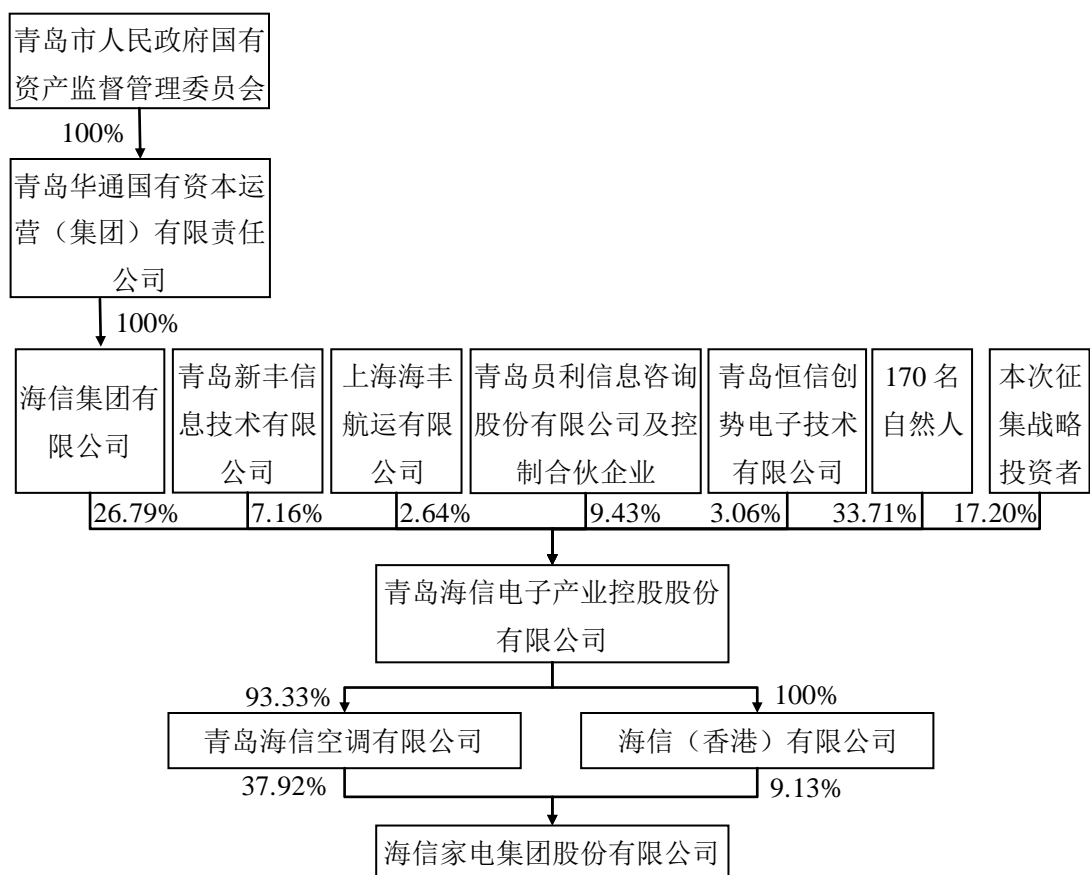 青岛市人民政府国有
资产监督管理委员会
100%
青岛华通国有资本运
营（集团）有限责任
公司
100%
海信集团有
限公司
青岛新丰信
息技术有限
公司
上海海丰
航运有限
公司
青岛员利信息咨询
股份有限公司及控
制合伙企业
青岛恒信创
势电子技术
有限公司
170 名
自然人
本次征
集战略
投资者
26.79%
7.16%
2.64%
9.43%
3.06%
33.71%
17.20%
青岛海信电子产业控股股份
有限公司
93.33%
100%
青岛海信空调有限公司
海信（香港）有限公司
37.92%
9.13%
海信家电集团股份有限公司